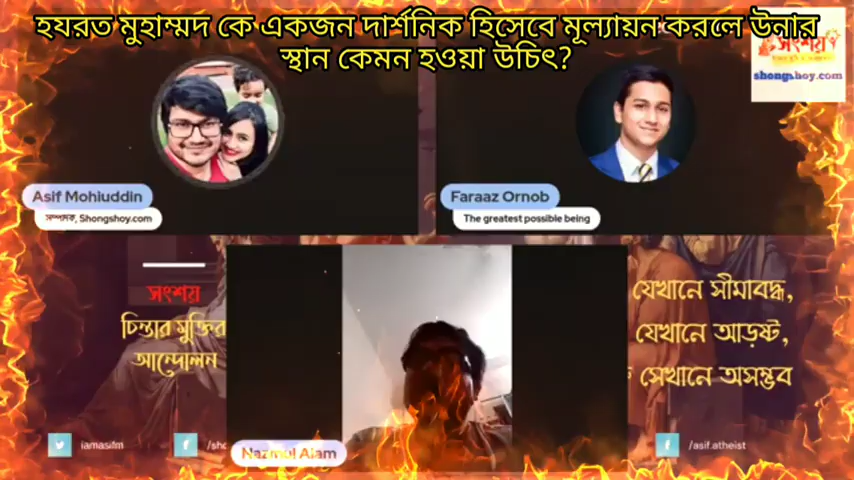 হযরত মুহাম্মদ কে একজন দার্শনিক হিসেবে মূল্যায়ন করলে উনার
স্থান কেমন হওয়া উচিৎ?
সংশয়
shongshoy.com
Asif Mohiuddin
সম্পাদক, Shongshoy.com
Faraaz Ornob
The greatest possible being
সংশয়
চিন্তার মুক্তির
আন্দোলন
যেখানে সীমাবদ্ধ,
যেখানে আড়ষ্ট,
সেখানে অসম্ভব
iamasifm
/sho
Nazmul Alam
/asif.atheist